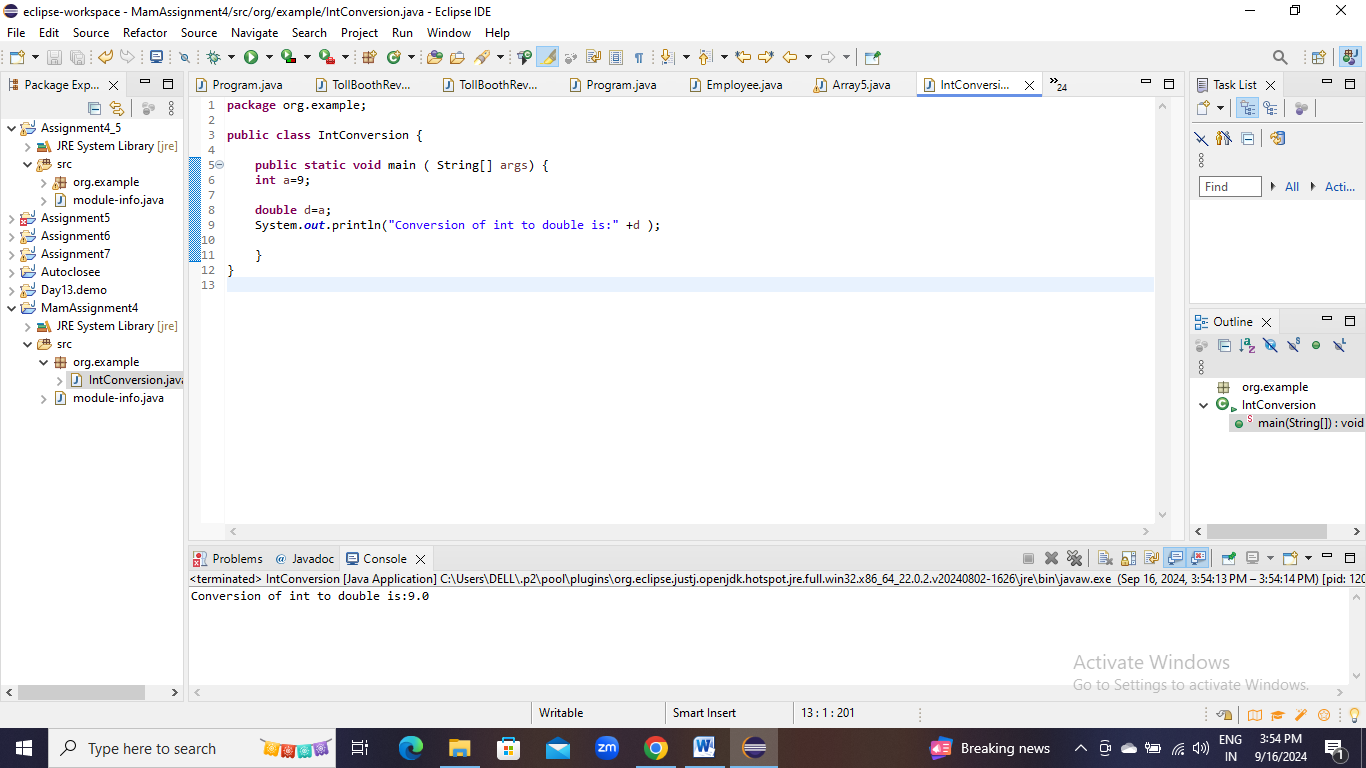 eclipse-workspace - MamAssignment4/src/org/example/IntConversion.java - Eclipse IDE
File Edit Source Refactor Source Navigate Search Project Run Window Help
Package Exp...
Assignment4_5
JRE System Library [jre]
src
org.example
module-info.java
Assignment5
Assignment6
Assignment7
Autoclosee
Day13.demo
MamAssignment4
JRE System Library [jre]
src
org.example
IntConversion.java
module-info.java
Program.java TollBoothRev... TollBoothRev... Program.java Employee.java Array5.java IntConversi... »24
1 package org.example;
2
3 public class IntConversion {
4
5 public static void main ( String[] args) {
6 int a=9;
7
8 double d=a;
9 System.out.println("Conversion of int to double is:" +d );
10
11 }
12 }
13
Task List
Find All Acti...
Outline
org.example
IntConversion
main(String[]) : void
Problems @ Javadoc Console
<terminated> IntConversion [Java Application] C:\Users\DELL\.p2\pool\plugins\org.eclipse.justj.openjdk.hotspot.jre.full.win32.x86_64_22.0.2.v20240802-1626\jre\bin\javaw.exe (Sep 16, 2024, 3:54:13 PM – 3:54:14 PM) [pid: 120
Conversion of int to double is:9.0
Activate Windows
Go to Settings to activate Windows.
Writable Smart Insert 13 : 1 : 201
Type here to search
zm
Breaking news
ENG
IN
3:54 PM
9/16/2024
1